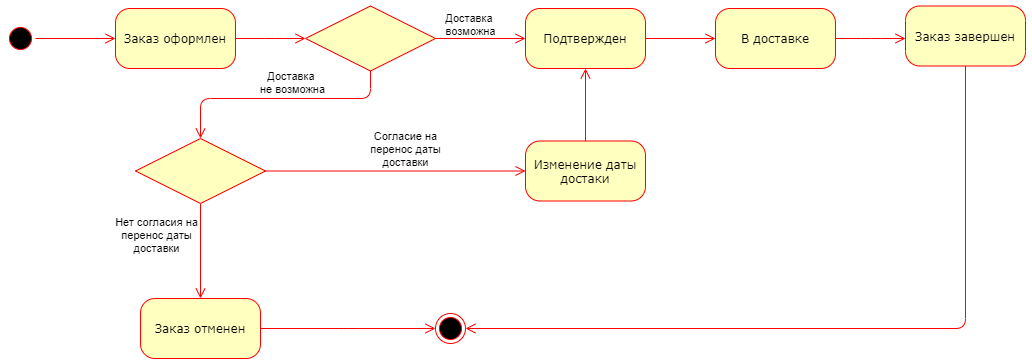 Заказ оформлен
Доставка
возможна
Подтвержден
В доставке
Заказ завершен
Доставка
не возможна
Согласие на
перенос даты
доставки
Изменение даты
достаки
Нет согласия на
перенос даты
доставки
Заказ отменен